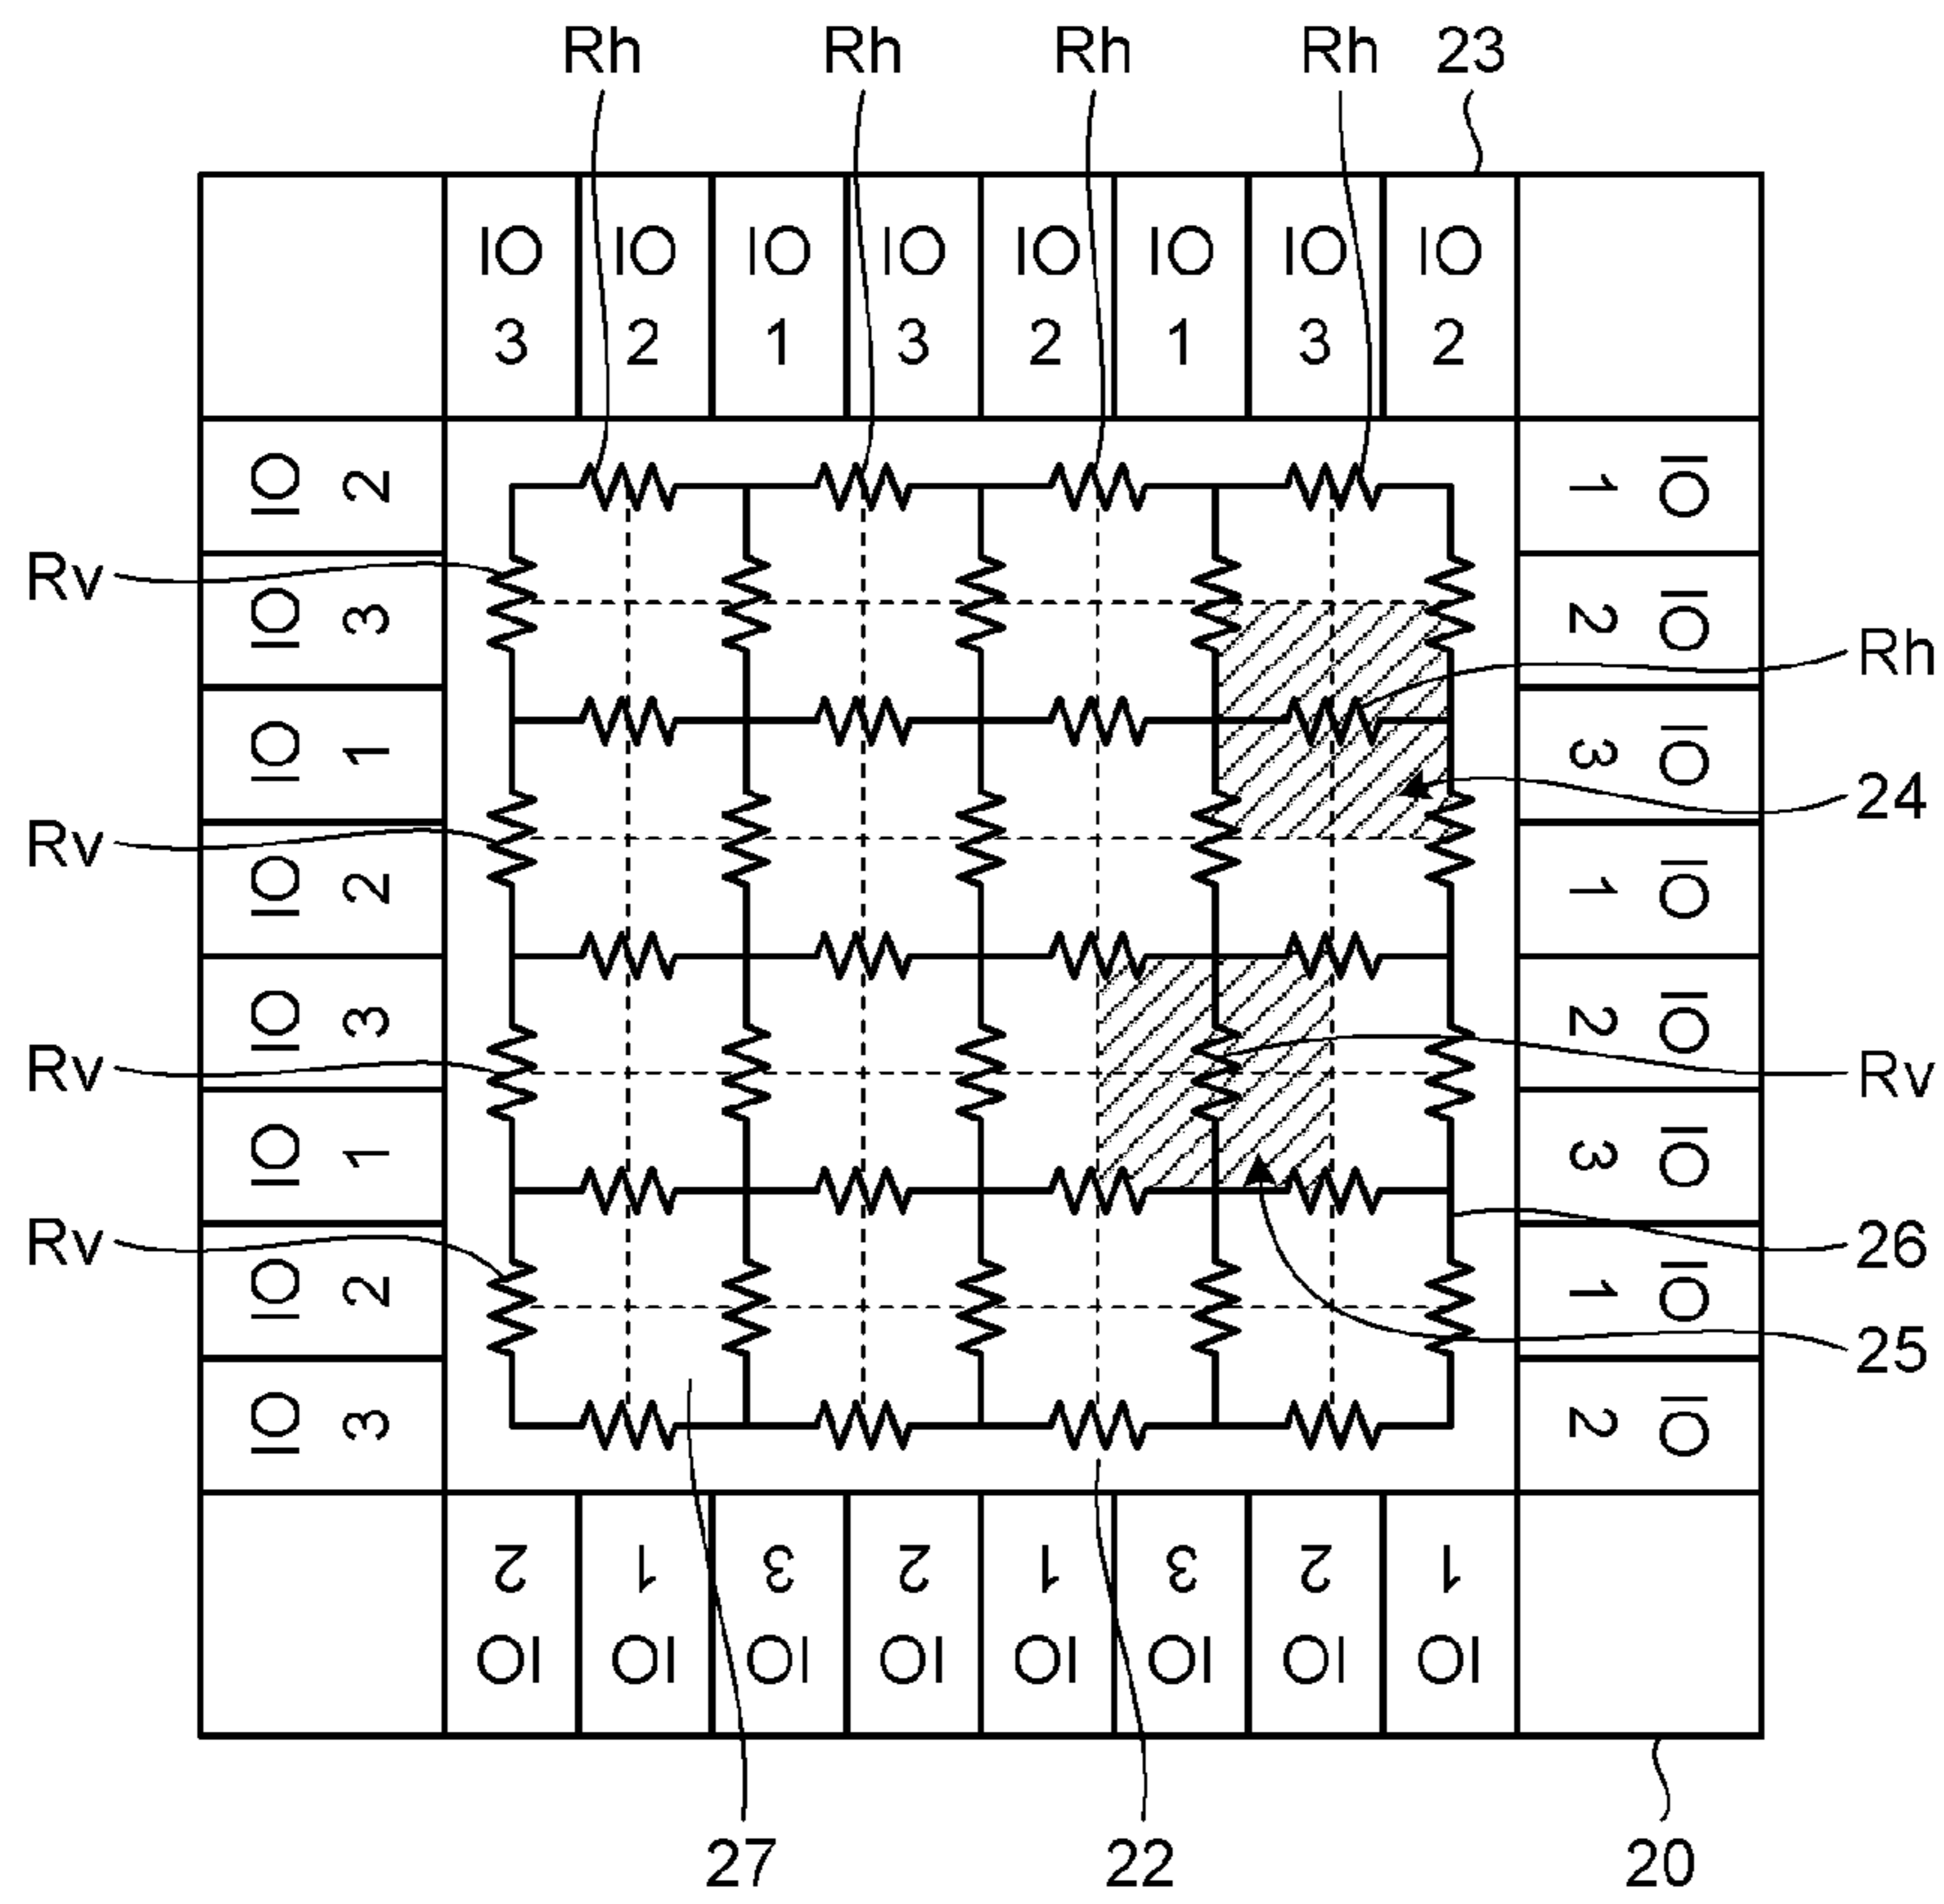 Rh Rh Rh Rh 23
IO IO IO IO IO IO IO IO
3 2 1 3 2 1 3 2
IO 2
1 IO
Rv
IO 3
2 IO
Rh
IO 1
3 IO
24
Rv
IO 2
1 IO
IO 3
2 IO
Rv
Rv
IO 1
3 IO
Rv
26
IO 2
1 IO
25
IO 3
2 IO
2 1 3 2 1 3 2 1
IO IO IO IO IO IO IO IO
27 22 20